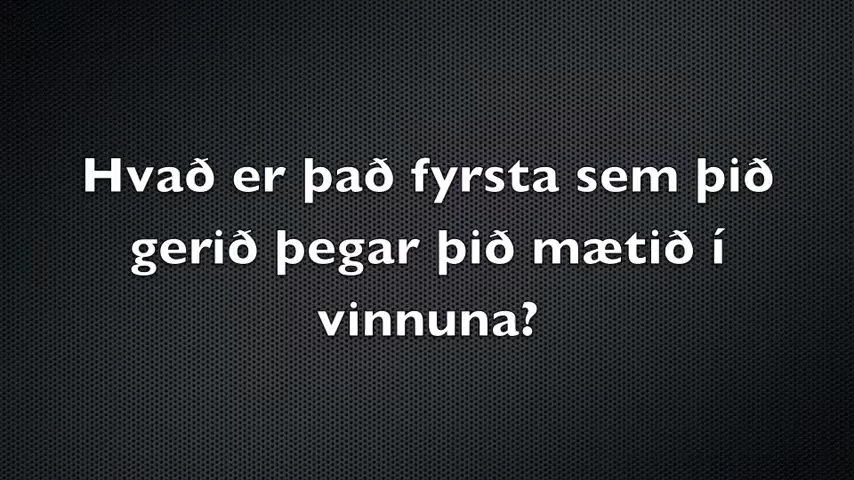 Hvað er það fyrsta sem þið
gerið þegar þið mætið í
vinnuna?